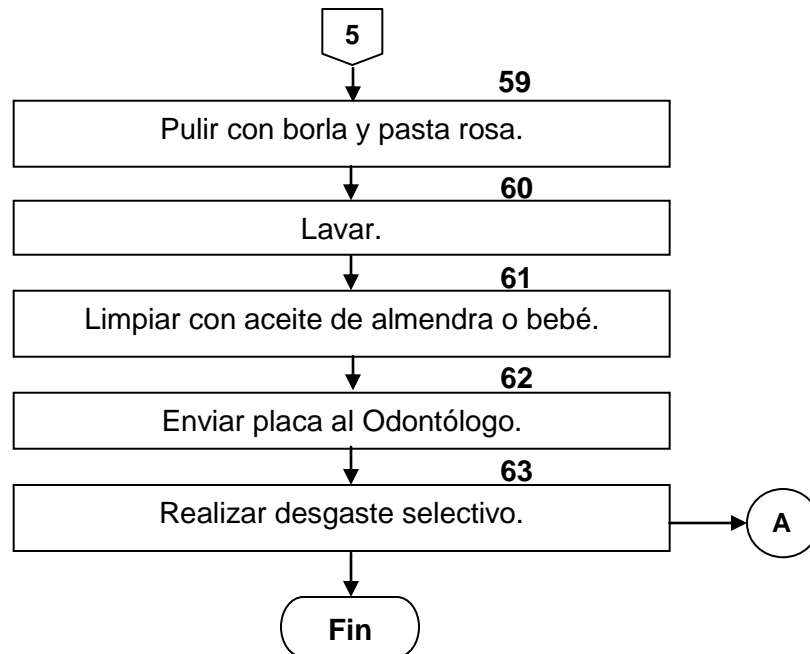 5
59
Pulir con borla y pasta rosa.
60
Lavar.
61
Limpiar con aceite de almendra o bebé.
62
Enviar placa al Odontólogo.
63
Realizar desgaste selectivo.
A
Fin